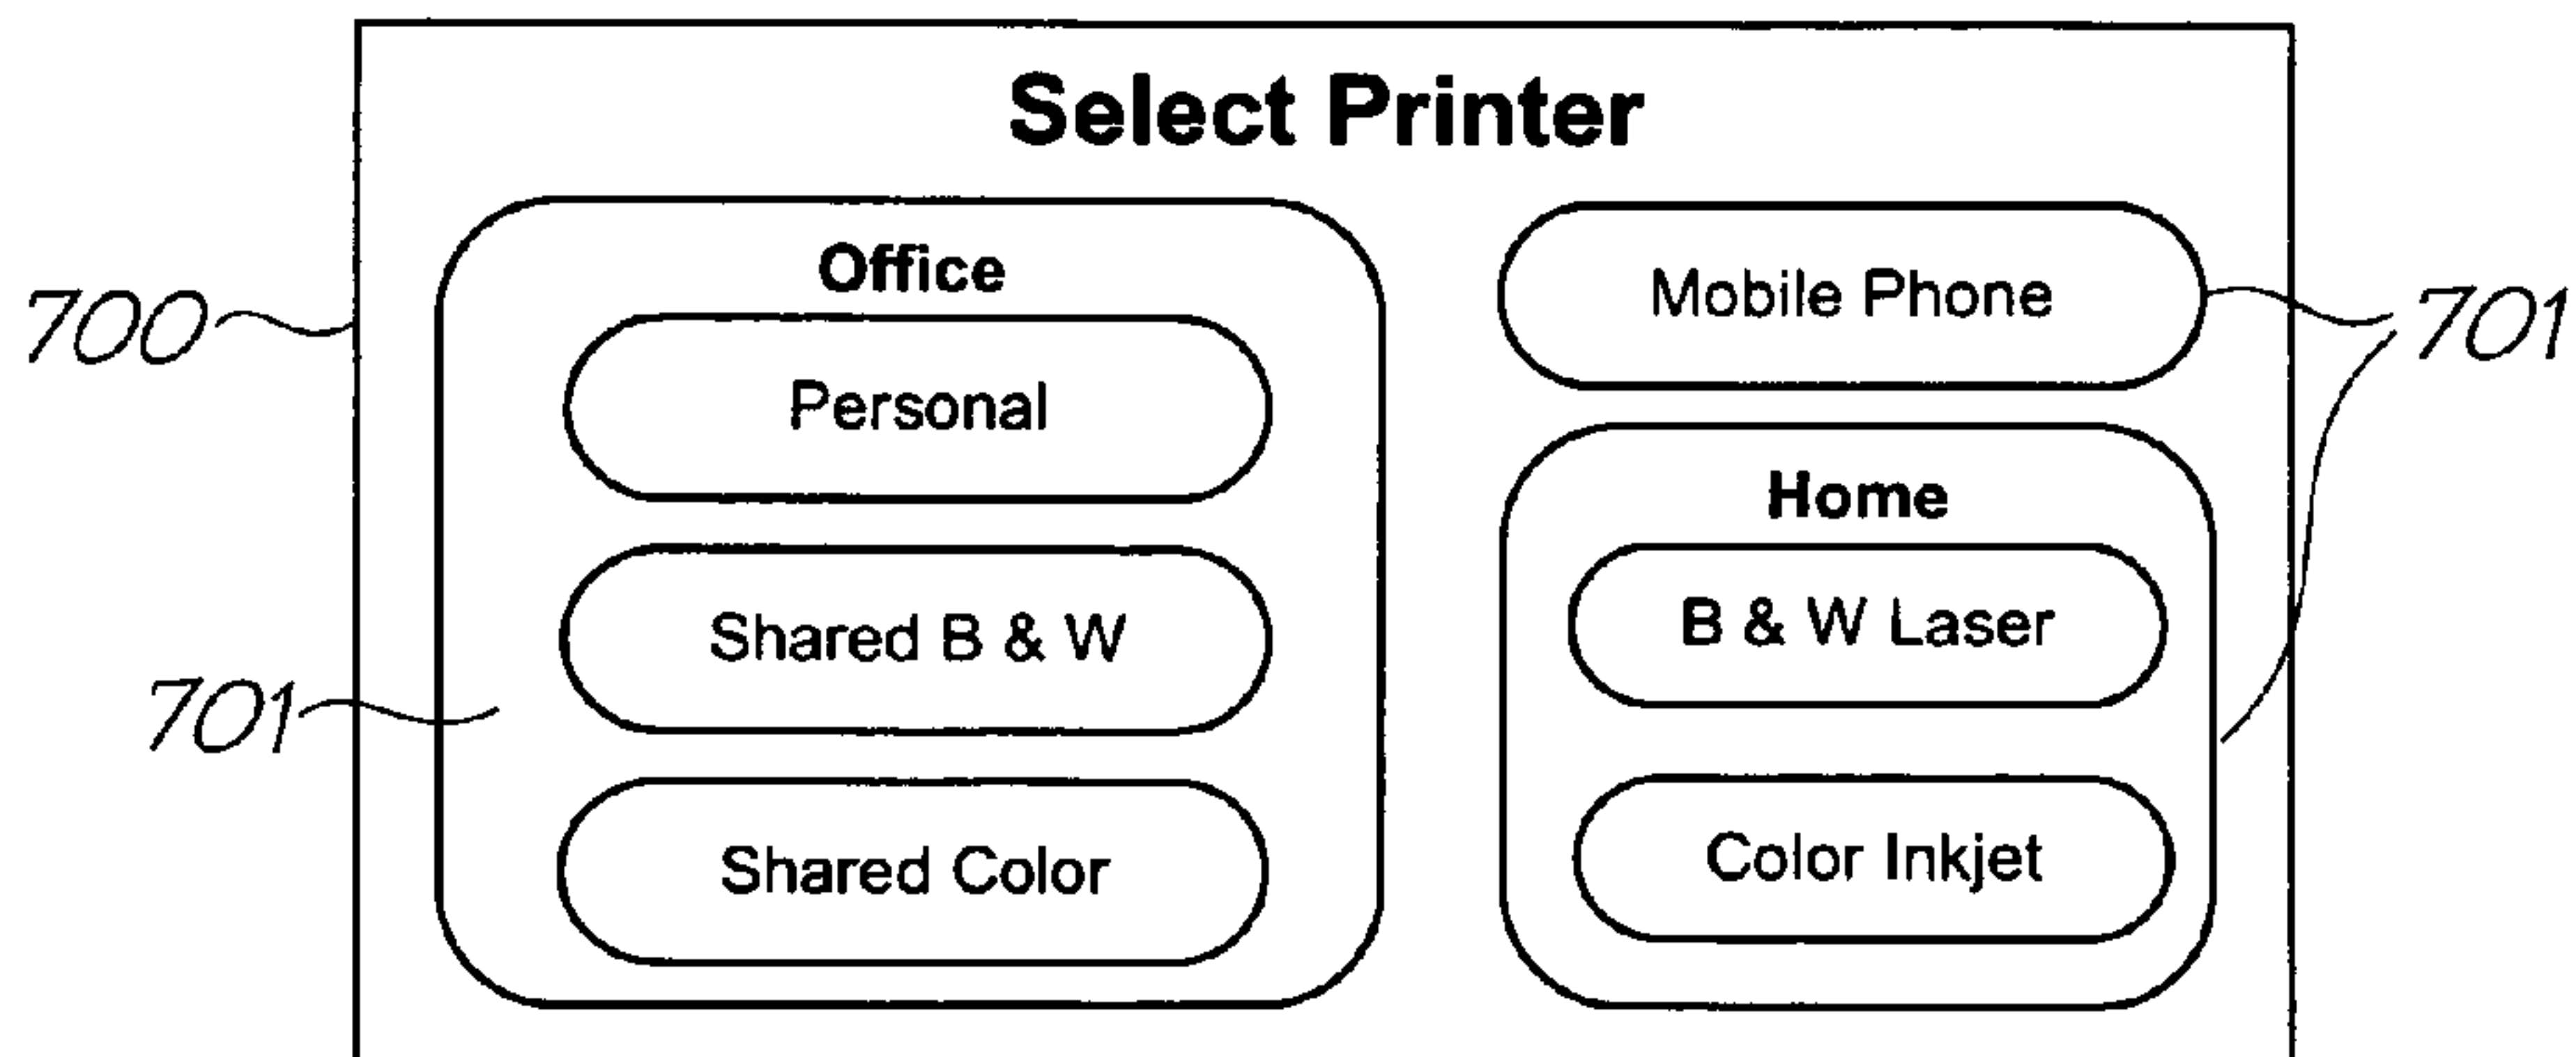 Select Printer
Office
Personal
Shared B & W
Shared Color
Mobile Phone
Home
B & W Laser
Color Inkjet
700
701
701